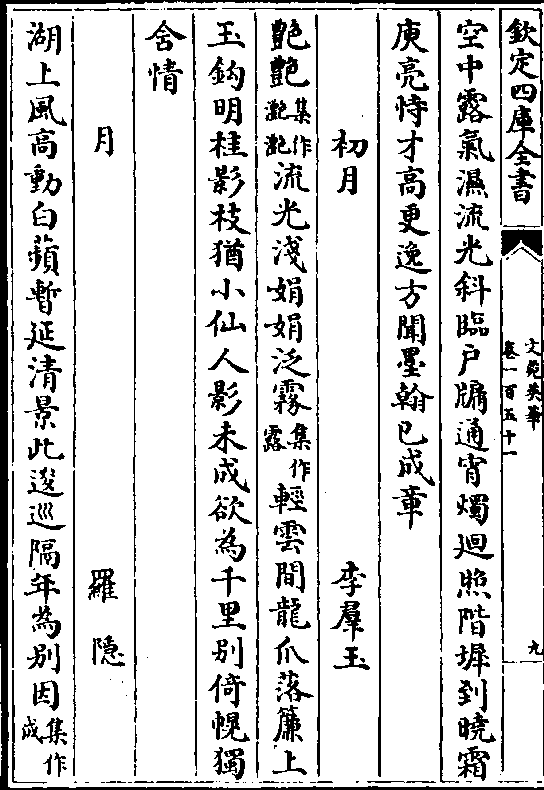 欽定四庫全書
文苑英華
卷一百五十一
九
空中露氣濕流光斜臨户牖通宵燭廻照階墀到曉霜
庾亮恃才高更逸方聞墨翰已成章
初月 李羣玉
艶艶集作灔灔流光淺娟娟泛霧集作露輕雲間龍爪落簾上
玉鈎明桂影枝猶小仙人影未成欲為千里别倚幌獨
含情
月 羅隱
湖上風高動白蘋暫延清景此逡巡隔年為别因集作成